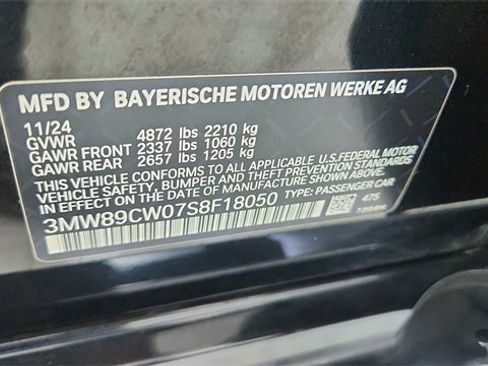 MFD BY BAYERISCHE MOTOREN WERKE AG
11/24
GVWR 4872 lbs 2210 kg
GAWR FRONT 2337 lbs 1060 kg
GAWR REAR 2657 lbs 1205 kg
THIS VEHICLE CONFORMS TO ALL APPLICABLE U.S. FEDERAL MOTOR
VEHICLE SAFETY, BUMPER, AND THEFT PREVENTION STANDARDS
IN EFFECT ON THE DATE OF MANUFACTURE SHOWN ABOVE.
3MW89CW07S8F18050 TYPE: PASSENGER CAR
475